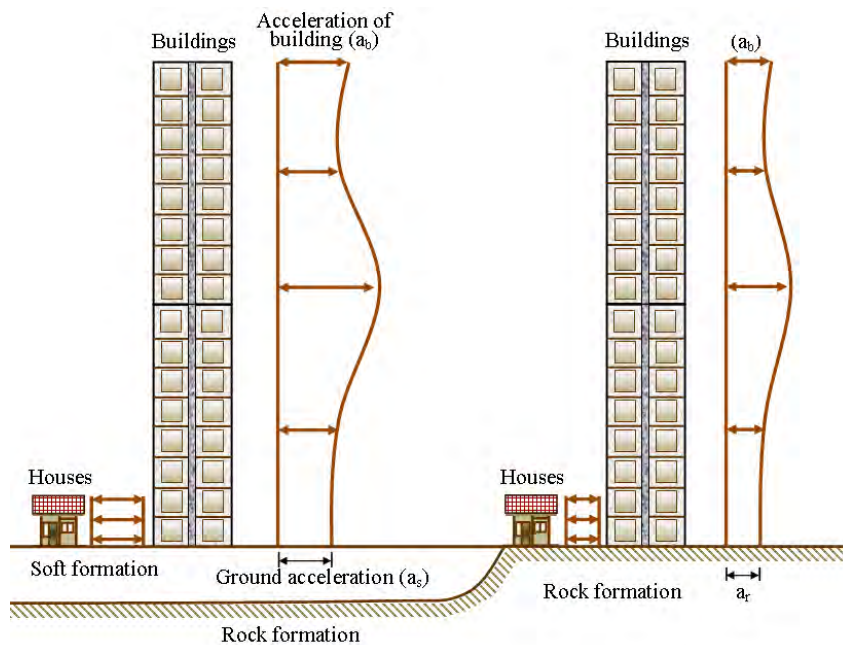 Acceleration of
building (a_b)
Buildings
Buildings
(a_b)
Houses
Houses
Soft formation
Ground acceleration (a_s)
Rock formation
a_r
Rock formation